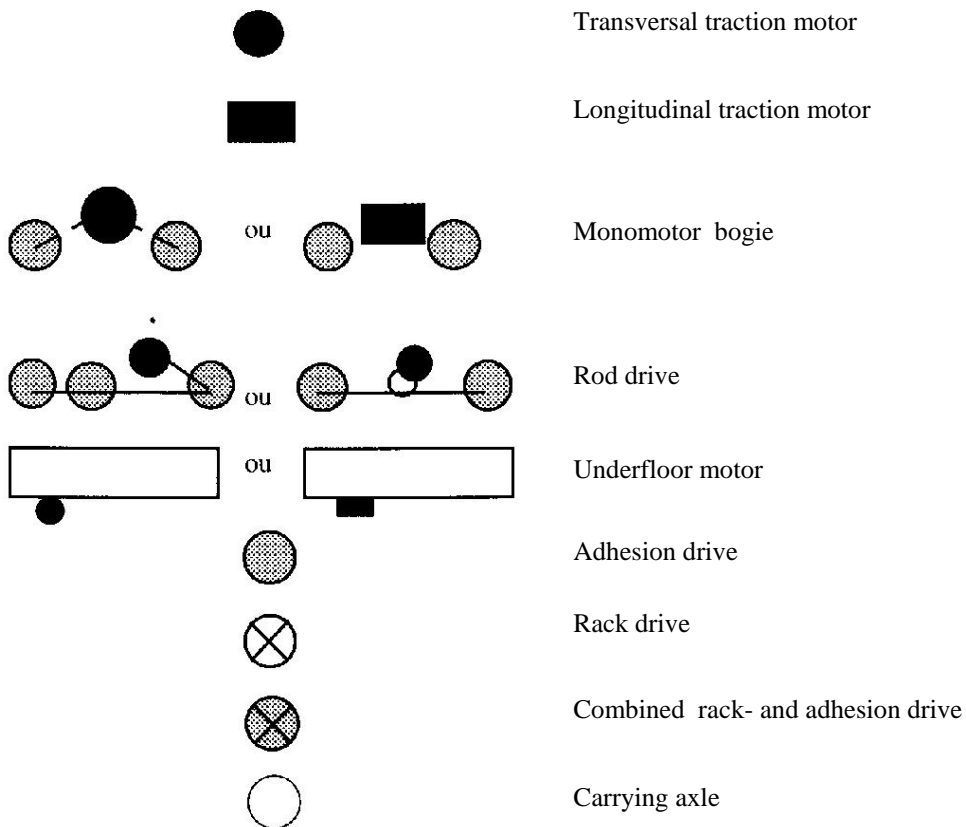 Transversal traction motor
Longitudinal traction motor
ou
Monomotor bogie
Rod drive
ou
ou
Underfloor motor
Adhesion drive
Rack drive
Combined rack- and adhesion drive
Carrying axle